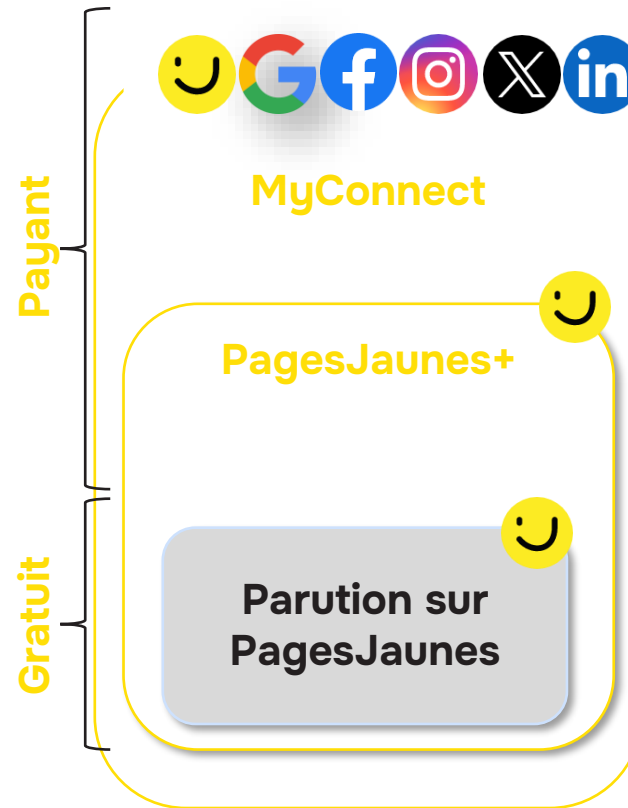 MyConnect
Payant
PagesJaunes+
Gratuit
Parution sur
PagesJaunes